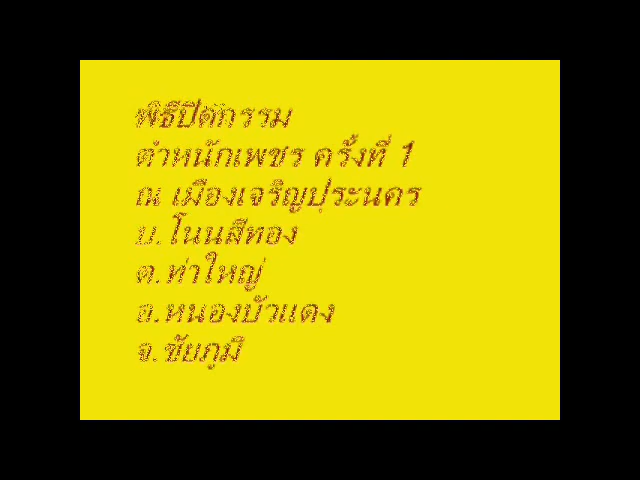 พิธีปิดกรรม
ตำหนักเพชร ครั้งที่ 1
ณ เมืองเจริญประนคร
บ.โนนสีทอง
ต.ท่าใหญ่
อ.หนองบัวแดง
จ.ชัยภูมิ